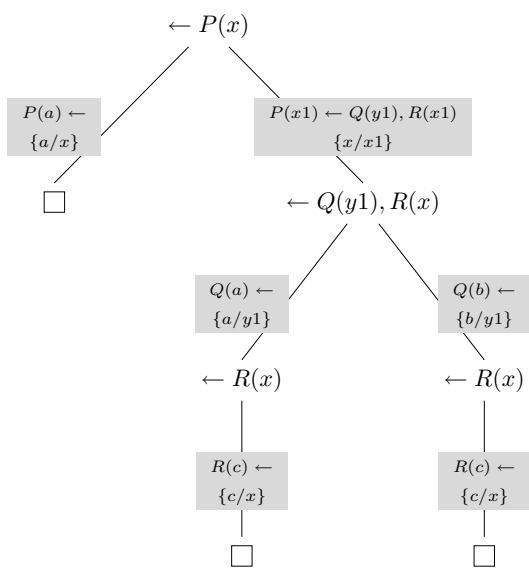 ← P(x)
P(a) ←
{a/x}
P(x1) ← Q(y1), R(x1)
{x/x1}
← Q(y1), R(x)
Q(a) ←
{a/y1}
Q(b) ←
{b/y1}
← R(x)
← R(x)
R(c) ←
{c/x}
R(c) ←
{c/x}